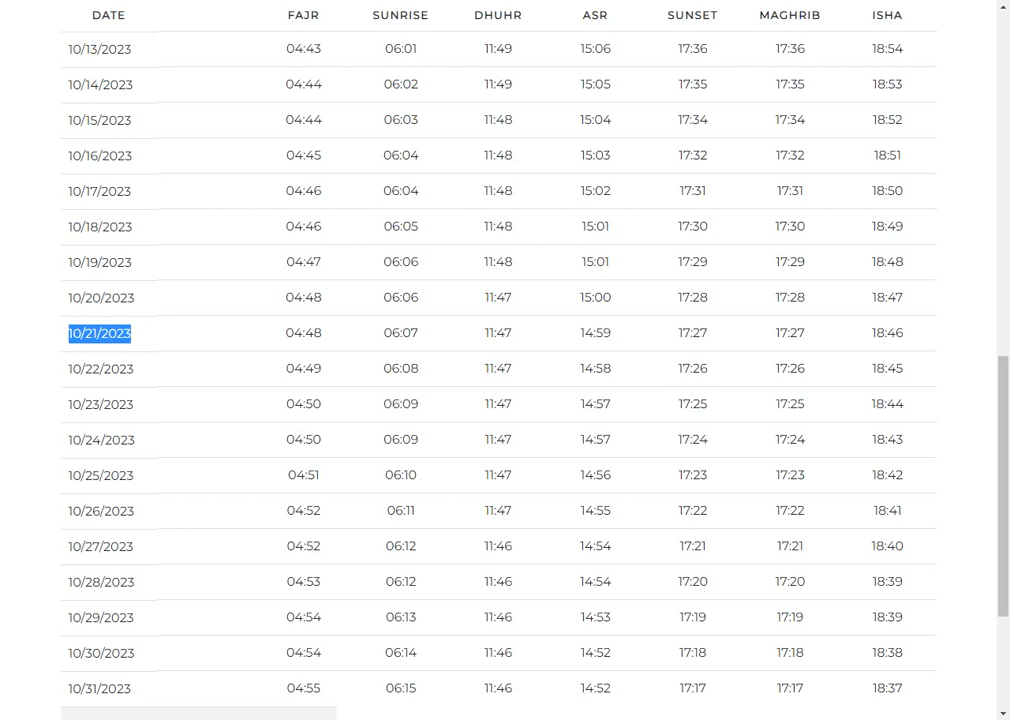 DATE FAJR SUNRISE DHUHR ASR SUNSET MAGHRIB ISHA
10/13/2023 04:43 06:01 11:49 15:06 17:36 17:36 18:54
10/14/2023 04:44 06:02 11:49 15:05 17:35 17:35 18:53
10/15/2023 04:44 06:03 11:48 15:04 17:34 17:34 18:52
10/16/2023 04:45 06:04 11:48 15:03 17:32 17:32 18:51
10/17/2023 04:46 06:04 11:48 15:02 17:31 17:31 18:50
10/18/2023 04:46 06:05 11:48 15:01 17:30 17:30 18:49
10/19/2023 04:47 06:06 11:48 15:01 17:29 17:29 18:48
10/20/2023 04:48 06:06 11:47 15:00 17:28 17:28 18:47
10/21/2023 04:48 06:07 11:47 14:59 17:27 17:27 18:46
10/22/2023 04:49 06:08 11:47 14:58 17:26 17:26 18:45
10/23/2023 04:50 06:09 11:47 14:57 17:25 17:25 18:44
10/24/2023 04:50 06:09 11:47 14:57 17:24 17:24 18:43
10/25/2023 04:51 06:10 11:47 14:56 17:23 17:23 18:42
10/26/2023 04:52 06:11 11:47 14:55 17:22 17:22 18:41
10/27/2023 04:52 06:12 11:46 14:54 17:21 17:21 18:40
10/28/2023 04:53 06:12 11:46 14:54 17:20 17:20 18:39
10/29/2023 04:54 06:13 11:46 14:53 17:19 17:19 18:39
10/30/2023 04:54 06:14 11:46 14:52 17:18 17:18 18:38
10/31/2023 04:55 06:15 11:46 14:52 17:17 17:17 18:37